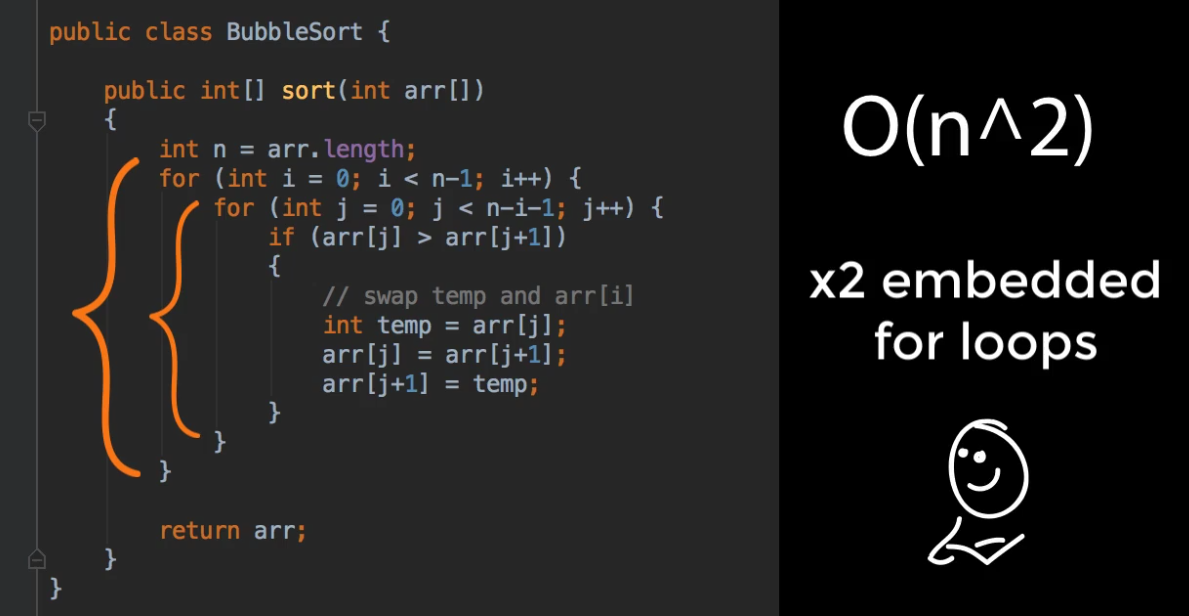 public class BubbleSort {
public int[] sort(int arr[])
{
int n = arr.length;
for (int i = 0; i < n-1; i++) {
for (int j = 0; j < n-i-1; j++) {
if (arr[j] > arr[j+1])
{
// swap temp and arr[i]
int temp = arr[j];
arr[j] = arr[j+1];
arr[j+1] = temp;
}
}
}
return arr;
}
}
O(n^2)
x2 embedded
for loops